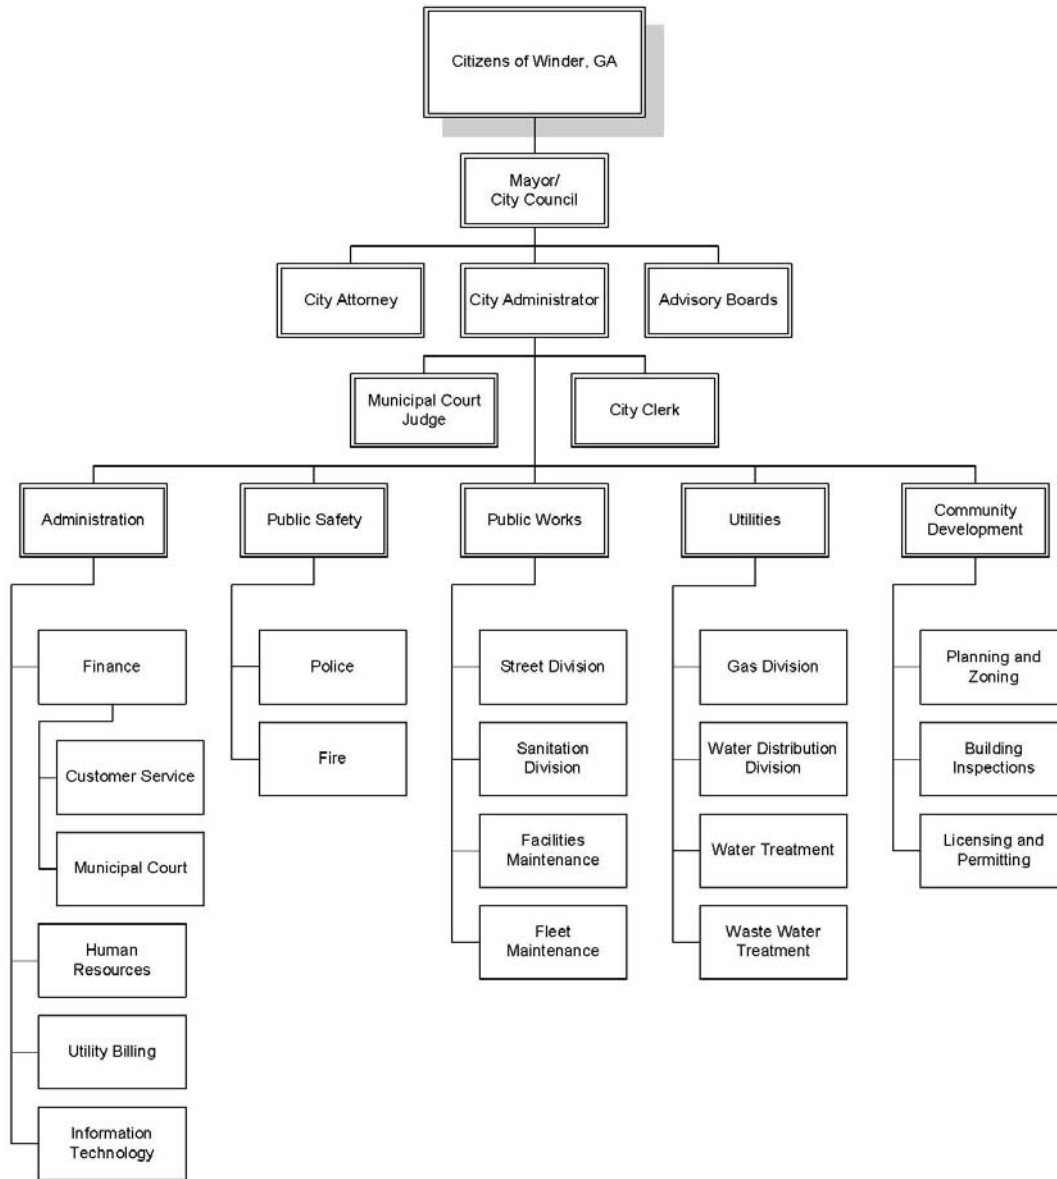 Citizens of Winder, GA
Mayor/
City Council
City Attorney
City Administrator
Advisory Boards
Municipal Court
Judge
City Clerk
Administration
Public Safety
Public Works
Utilities
Community
Development
Finance
Customer Service
Municipal Court
Human
Resources
Utility Billing
Information
Technology
Police
Fire
Street Division
Sanitation
Division
Facilities
Maintenance
Fleet
Maintenance
Gas Division
Water Distribution
Division
Water Treatment
Waste Water
Treatment
Planning and
Zoning
Building
Inspections
Licensing and
Permitting